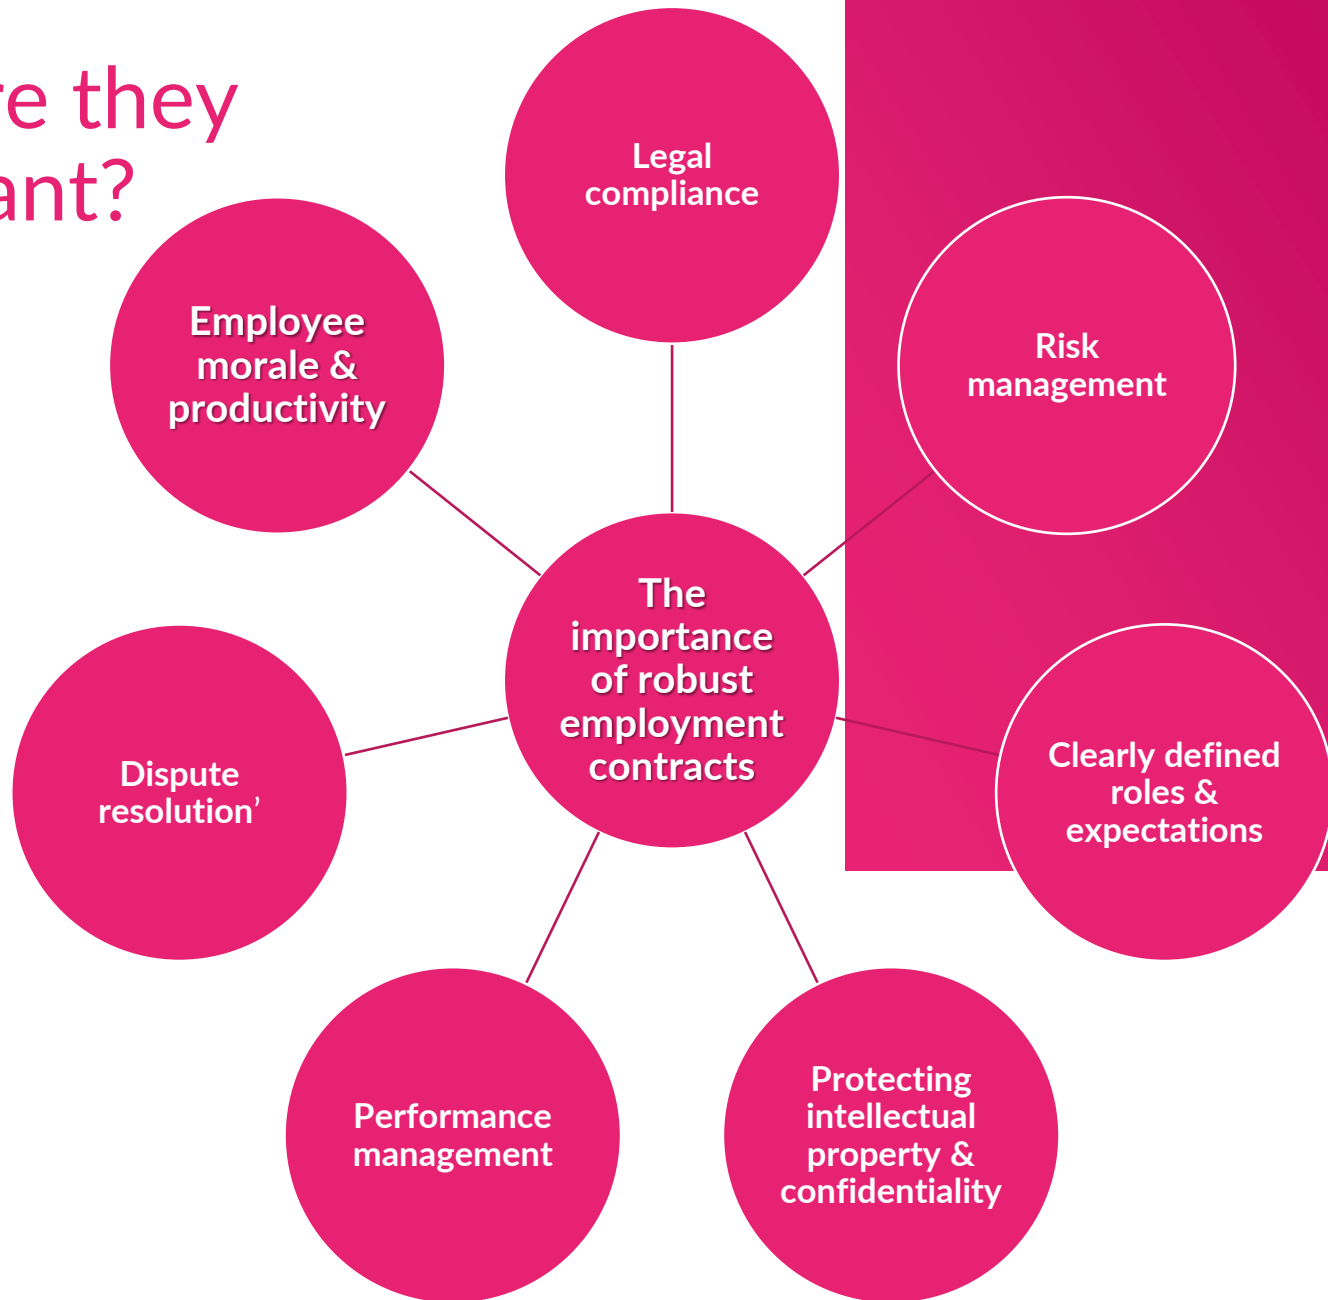 re they
ant?
Legal
compliance
Employee
morale &
productivity
Risk
management
The
importance
of robust
employment
contracts
Clearly defined
roles &
expectations
Dispute
resolution’
Performance
management
Protecting
intellectual
property &
confidentiality